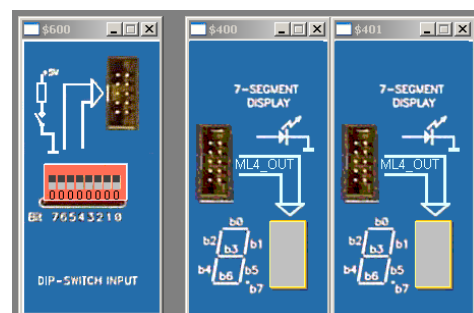 $600
+5V
00000000
Bit 76543210
DIP-SWITCH INPUT
$400
7-SEGMENT
DISPLAY
ML4_OUT
b0
b2 b1
b3
b4 b5
b6
b7
$401
7-SEGMENT
DISPLAY
ML4_OUT
b0
b2 b1
b3
b4 b5
b6
b7